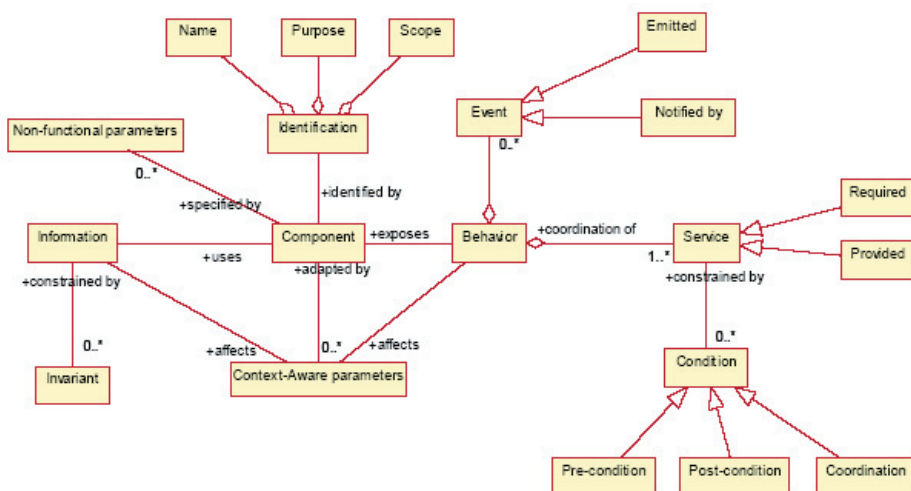 Name
Purpose
Scope
Emitted
Event
Notified by
0..*
Non-functional parameters
Identification
0..*
+identified by
+specified by
Required
Information
Component
+exposes
Behavior
+coordination of
Service
+uses
+adapted by
1..*
Provided
+constrained by
+constrained by
0..*
+affects
0..*
+affects
0..*
Invariant
Context-Aware parameters
Condition
Pre-condition
Post-condition
Coordination